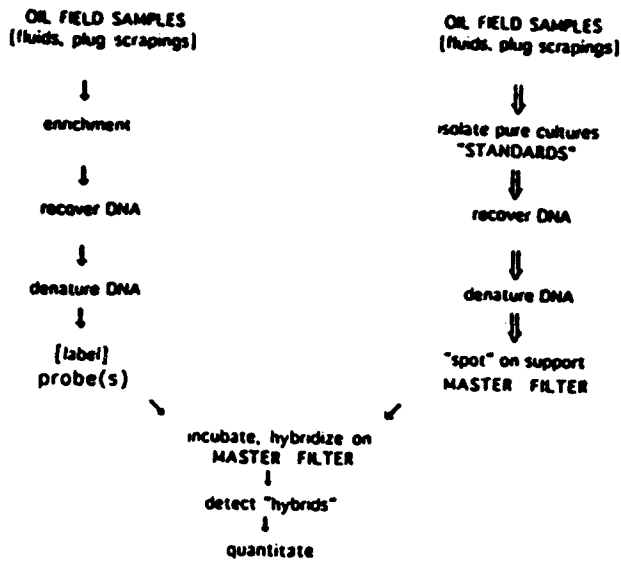 OIL FIELD SAMPLES
[fluids, plug scrapings]
enrichment
recover DNA
denature DNA
[label]
probe(s)
OIL FIELD SAMPLES
[fluids, plug scrapings]
isolate pure cultures
"STANDARDS"
recover DNA
denature DNA
"spot" on support
MASTER FILTER
incubate, hybridize on
MASTER FILTER
detect "hybrids"
quantitate